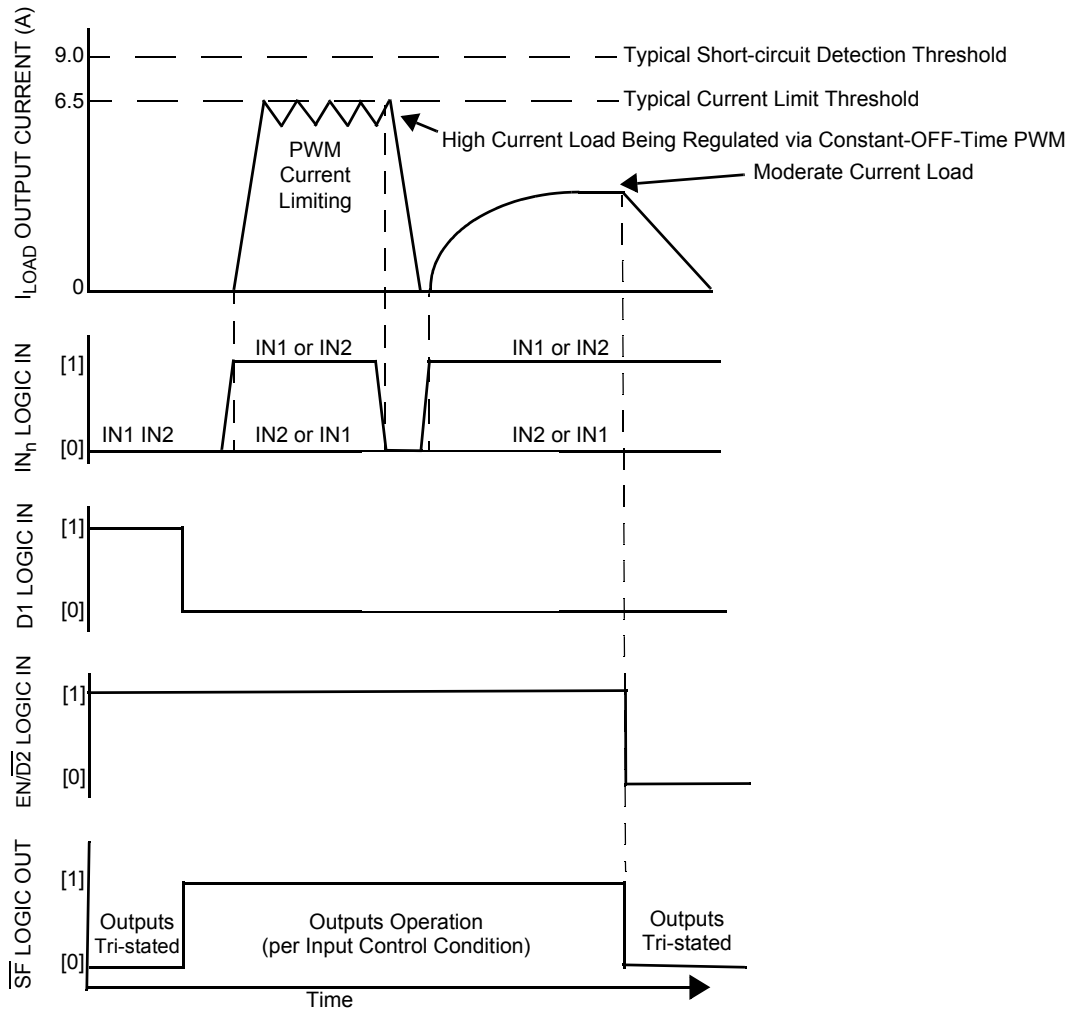 I_LOAD OUTPUT CURRENT (A)
9.0
Typical Short-circuit Detection Threshold
6.5
Typical Current Limit Threshold
High Current Load Being Regulated via Constant-OFF-Time PWM
PWM
Current
Limiting
Moderate Current Load
0
IN_n LOGIC IN
[1]
IN1 or IN2
IN1 or IN2
[0]
IN1 IN2
IN2 or IN1
IN2 or IN1
D1 LOGIC IN
[1]
[0]
EN/D̅2̅ LOGIC IN
[1]
[0]
S̅F̅ LOGIC OUT
[1]
[0]
Outputs
Tri-stated
Outputs Operation
(per Input Control Condition)
Outputs
Tri-stated
Time